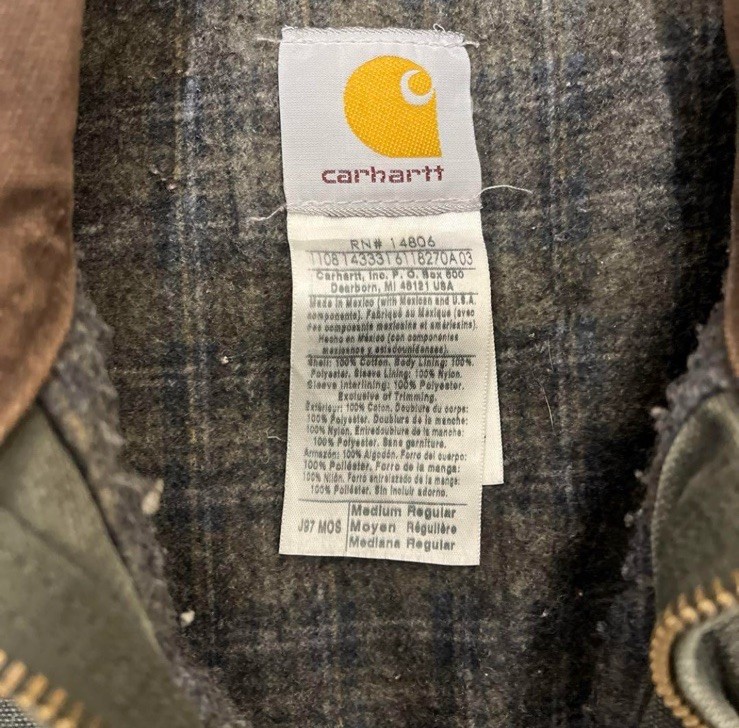 carhartt
RN# 14806
1108143331611 8270A03
Carhartt, Inc. P. O. Box 600
Dearborn, MI 48121 USA
Made in Mexico (with Mexican and U.S.A.
components). Fabriqué au Mexique (avec
des composants mexicains et américains).
Hecho en México (con componentes
mexicanos y estadounidenses).
Shell: 100% Cotton. Body Lining: 100%.
Polyester. Sleeve Lining: 100% Nylon.
Sleeve Interlining: 100% Polyester.
Exclusive of Trimming.
Extérieur: 100% Coton. Doublure du corps:
100% Polyester. Doublure de la manche:
100% Nylon. Entredoublure de la manche:
100% Polyester. Sans garniture.
Armazón: 100% Algodón. Forro del cuerpo:
100% Poliéster. Forro de la manga:
100% Nilón. Forro entretelado de la manga:
100% Poliéster. Sin incluir adorno.
J97 MOS
Medium Regular
Moyen Régulière
Mediana Regular